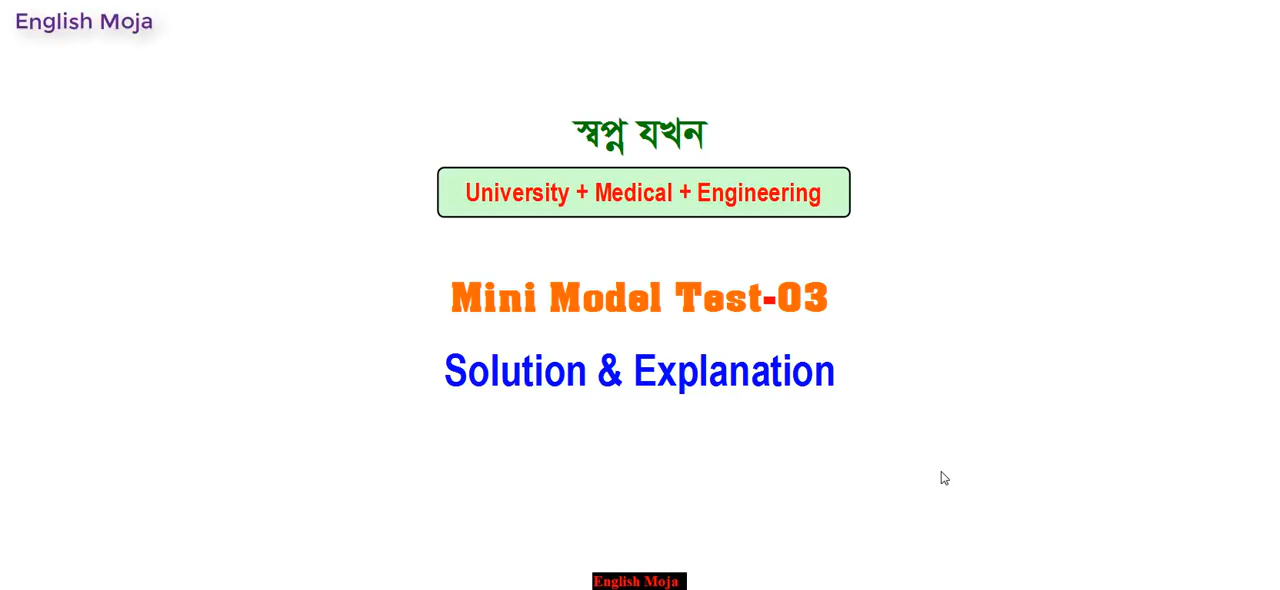 English Moja
স্বপ্ন যখন
University + Medical + Engineering
Mini Model Test-03
Solution & Explanation
English Moja